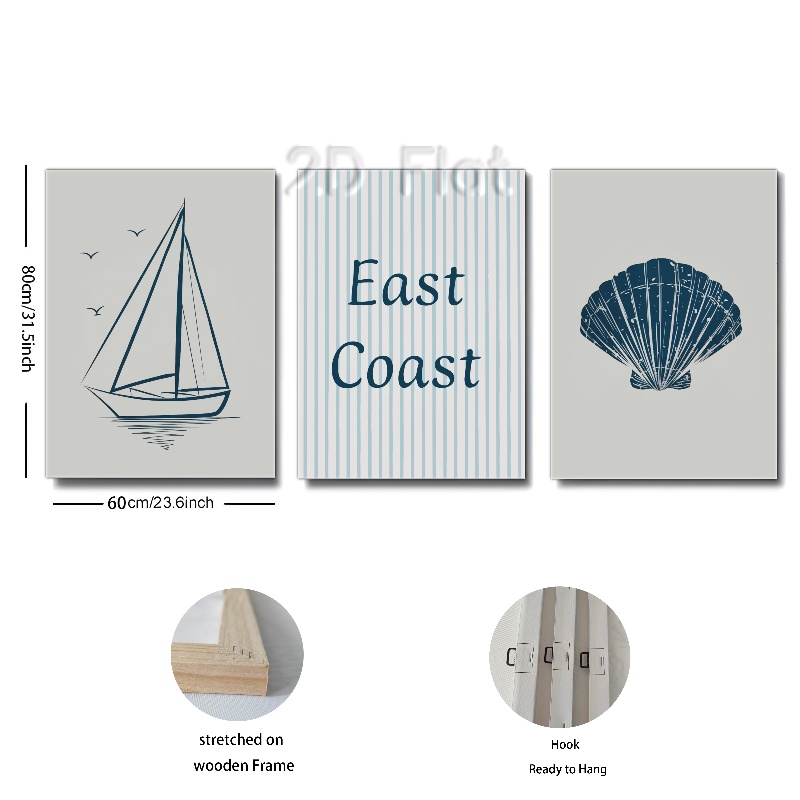 2D Flat
80cm/31.5inch
East
Coast
60cm/23.6inch
stretched on
wooden Frame
Hook
Ready to Hang